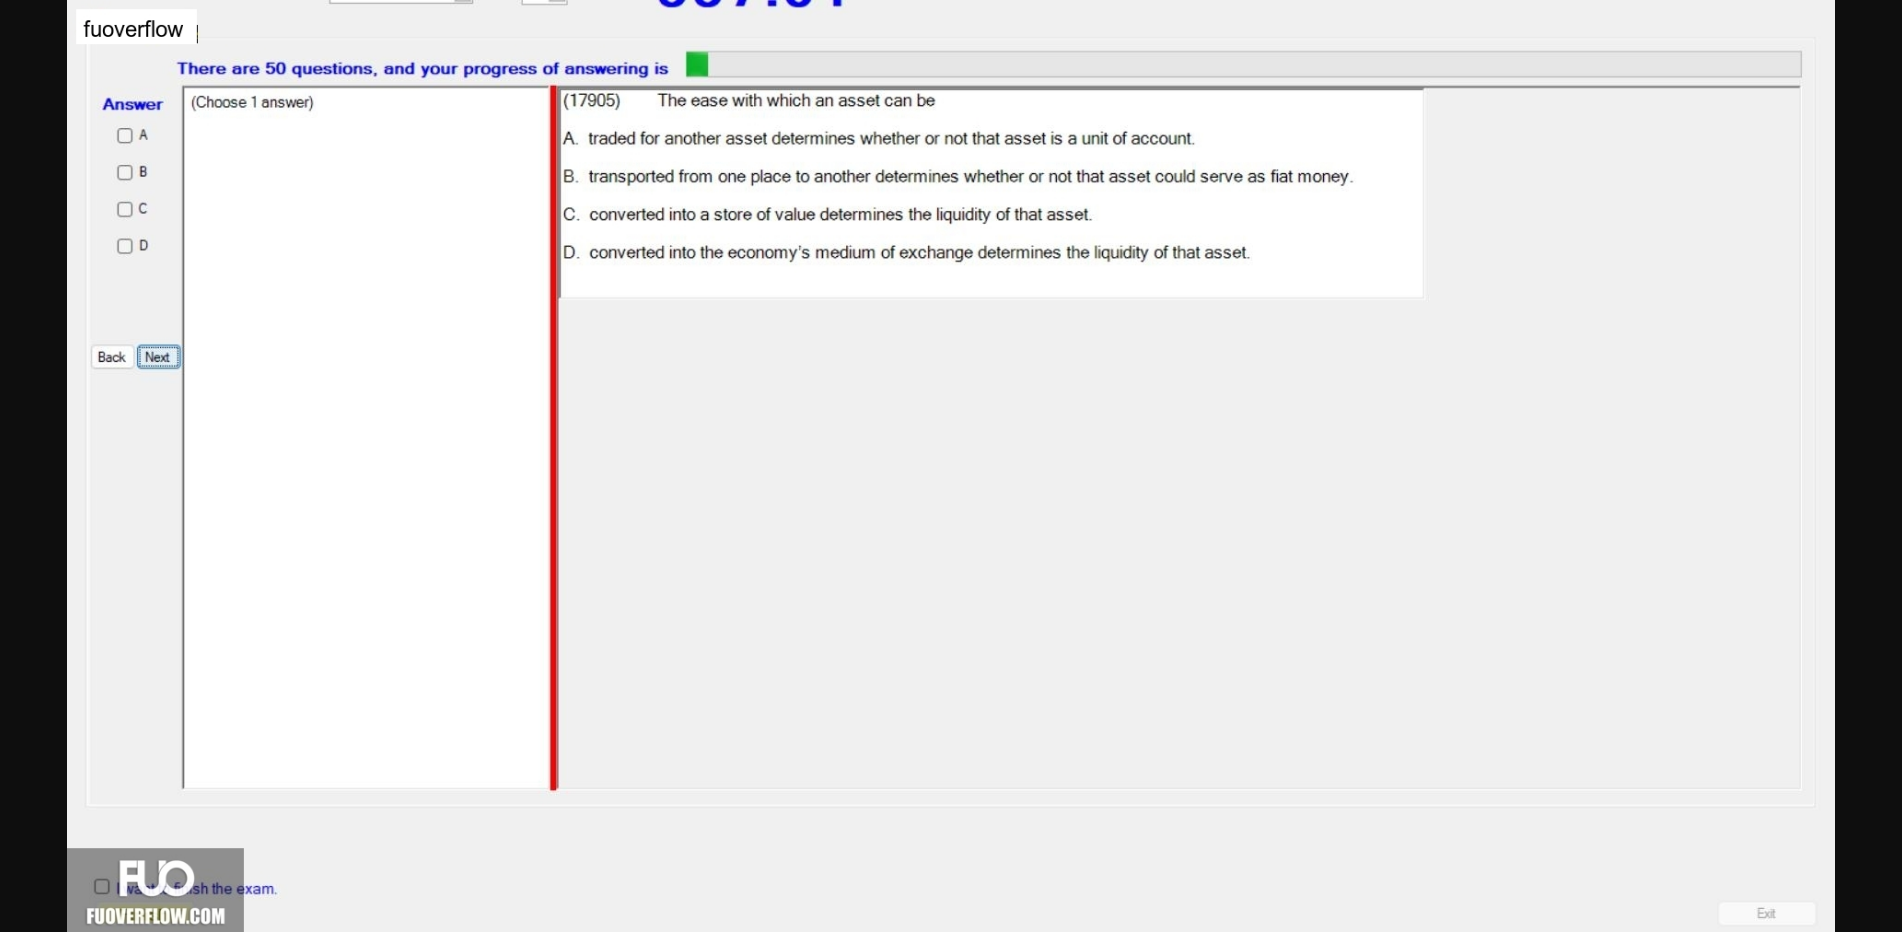 fuoverflow
There are 50 questions, and your progress of answering is
Answer
(Choose 1 answer)
A
B
C
D
Back Next
(17905) The ease with which an asset can be
A. traded for another asset determines whether or not that asset is a unit of account.
B. transported from one place to another determines whether or not that asset could serve as fiat money.
C. converted into a store of value determines the liquidity of that asset.
D. converted into the economy's medium of exchange determines the liquidity of that asset.
FUO
I want finish the exam.
FUOVERFLOW.COM
Exit